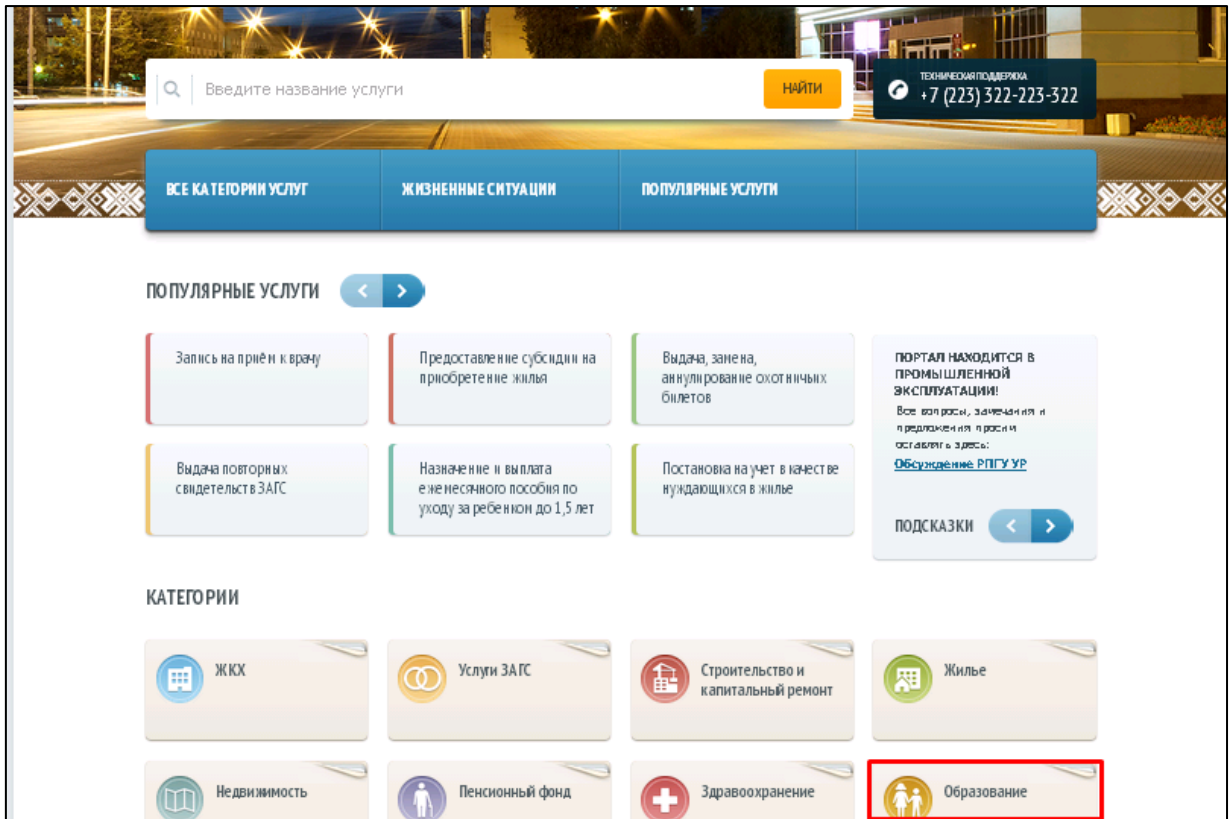 Введите название услуги
НАЙТИ
ТЕХНИЧЕСКАЯ ПОДДЕРЖКА
+7 (223) 322-223-322
ВСЕ КАТЕГОРИИ УСЛУГ
ЖИЗНЕННЫЕ СИТУАЦИИ
ПОПУЛЯРНЫЕ УСЛУГИ
ПОПУЛЯРНЫЕ УСЛУГИ
Запись на приём к врачу
Предоставление субсидии на
приобретение жилья
Выдача, замена,
аннулирование охотничьих
билетов
Выдача повторных
свидетельств ЗАГС
Назначение и выплата
ежемесячного пособия по
уходу за ребенком до 1,5 лет
Постановка на учет в качестве
нуждающихся в жилье
ПОРТАЛ НАХОДИТСЯ В
ПРОМЫШЛЕННОЙ
ЭКСПЛУАТАЦИИ!
Все вопросы, замечания и
предложения просим
оставлять здесь:
Обсуждение РПГУ УР
ПОДСКАЗКИ
КАТЕГОРИИ
ЖКХ
Услуги ЗАГС
Строительство и
капитальный ремонт
Жилье
Недвижимость
Пенсионный фонд
Здравоохранение
Образование